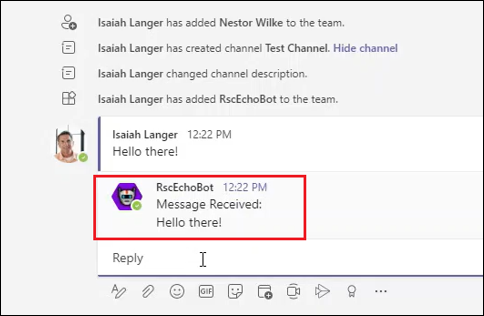 Isaiah Langer has added Nestor Wilke to the team.
Isaiah Langer has created channel Test Channel. Hide channel
Isaiah Langer changed channel description.
Isaiah Langer has added RscEchoBot to the team.
Isaiah Langer 12:22 PM
Hello there!
RscEchoBot 12:22 PM
Message Received:
Hello there!
Reply
GIF